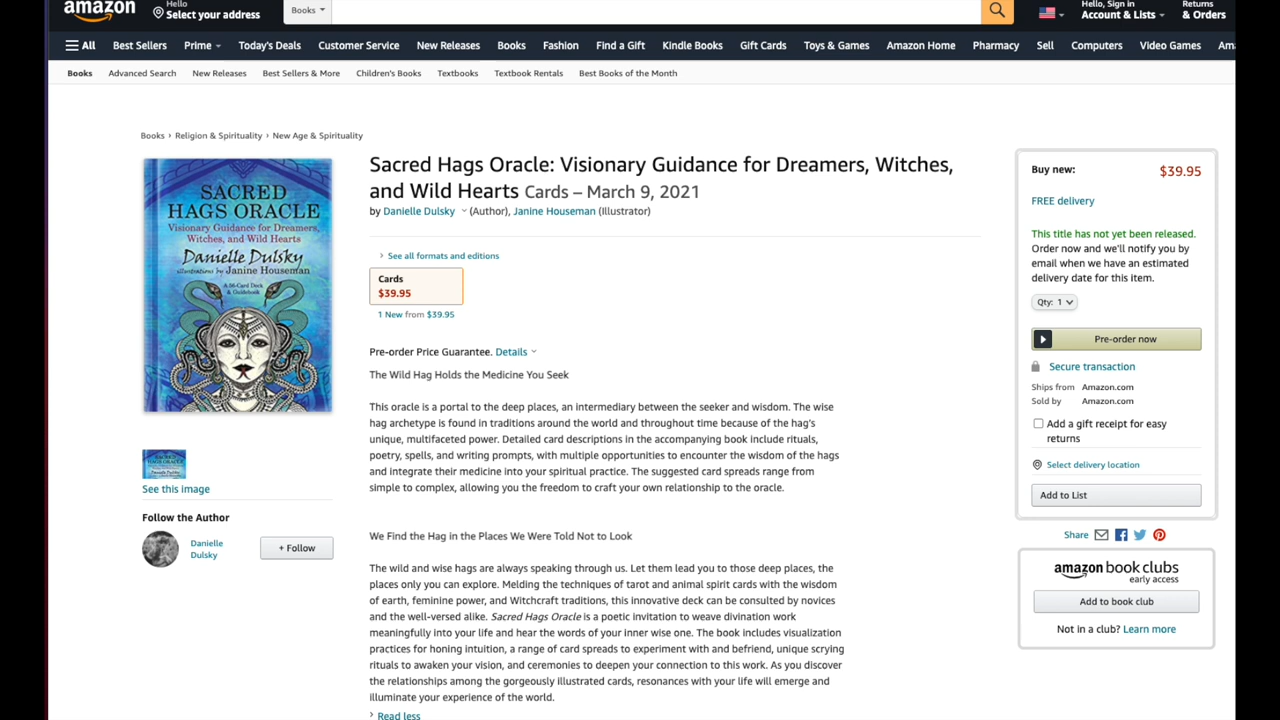 amazon
Hello
Select your address
Books
Hello, Sign in
Account & Lists
Returns
& Orders
All Best Sellers Prime Today's Deals Customer Service New Releases Books Fashion Find a Gift Kindle Books Gift Cards Toys & Games Amazon Home Pharmacy Sell Computers Video Games Am
Books Advanced Search New Releases Best Sellers & More Children's Books Textbooks Textbook Rentals Best Books of the Month
Books › Religion & Spirituality › New Age & Spirituality
SACRED
HAGS ORACLE
Visionary Guidance for Dreamers,
Witches, and Wild Hearts
Danielle Dulsky
illustrations by Janine Houseman
A 56-Card Deck
& Guidebook
See this image
Follow the Author
Danielle
Dulsky
+ Follow
Sacred Hags Oracle: Visionary Guidance for Dreamers, Witches,
and Wild Hearts Cards – March 9, 2021
by Danielle Dulsky (Author), Janine Houseman (Illustrator)
› See all formats and editions
Cards
$39.95
1 New from $39.95
Pre-order Price Guarantee. Details
The Wild Hag Holds the Medicine You Seek
This oracle is a portal to the deep places, an intermediary between the seeker and wisdom. The wise
hag archetype is found in traditions around the world and throughout time because of the hag's
unique, multifaceted power. Detailed card descriptions in the accompanying book include rituals,
poetry, spells, and writing prompts, with multiple opportunities to encounter the wisdom of the hags
and integrate their medicine into your spiritual practice. The suggested card spreads range from
simple to complex, allowing you the freedom to craft your own relationship to the oracle.
We Find the Hag in the Places We Were Told Not to Look
The wild and wise hags are always speaking through us. Let them lead you to those deep places, the
places only you can explore. Melding the techniques of tarot and animal spirit cards with the wisdom
of earth, feminine power, and Witchcraft traditions, this innovative deck can be consulted by novices
and the well-versed alike. Sacred Hags Oracle is a poetic invitation to weave divination work
meaningfully into your life and hear the words of your inner wise one. The book includes visualization
practices for honing intuition, a range of card spreads to experiment with and befriend, unique scrying
rituals to awaken your vision, and ceremonies to deepen your connection to this work. As you discover
the relationships among the gorgeously illustrated cards, resonances with your life will emerge and
illuminate your experience of the world.
› Read less
Buy new: $39.95
FREE delivery
This title has not yet been released.
Order now and we'll notify you by
email when we have an estimated
delivery date for this item.
Qty: 1
Pre-order now
Secure transaction
Ships from Amazon.com
Sold by Amazon.com
Add a gift receipt for easy
returns
Select delivery location
Add to List
Share
amazon book clubs
early access
Add to book club
Not in a club? Learn more